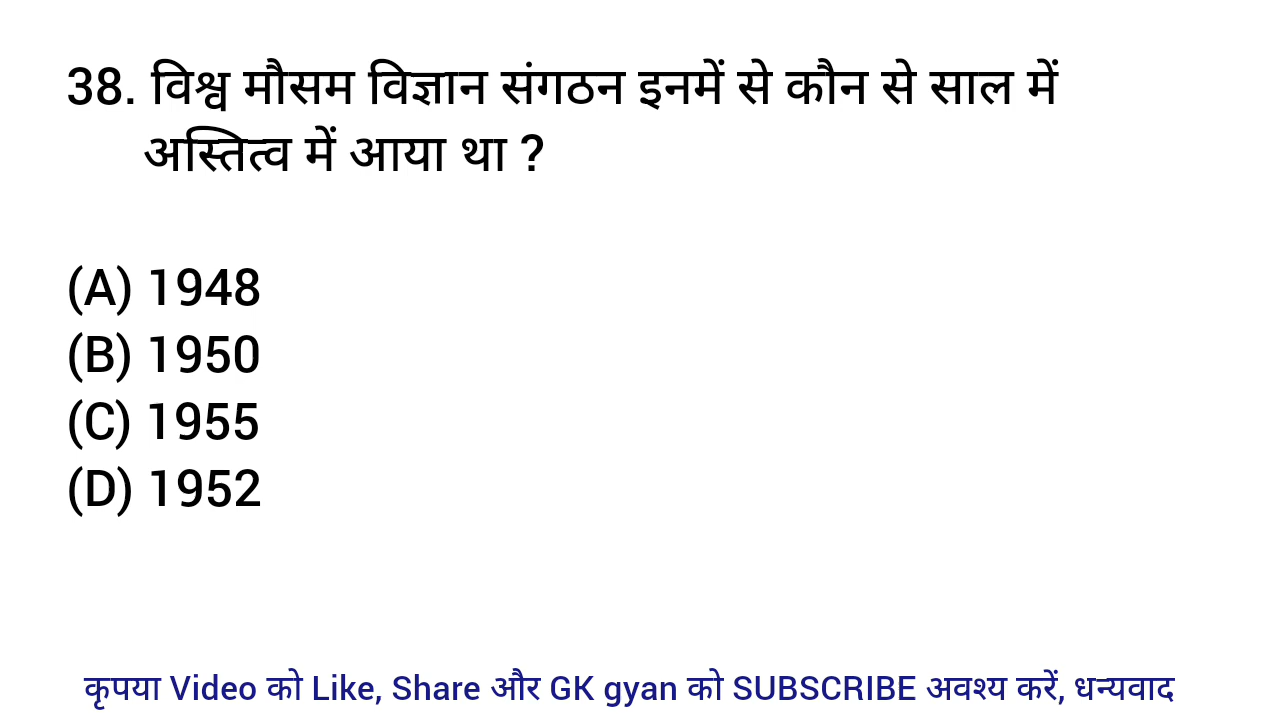 38. विश्व मौसम विज्ञान संगठन इनमें से कौन से साल में
अस्तित्व में आया था ?
(A) 1948
(B) 1950
(C) 1955
(D) 1952
कृपया Video को Like, Share और GK gyan को SUBSCRIBE अवश्य करें, धन्यवाद